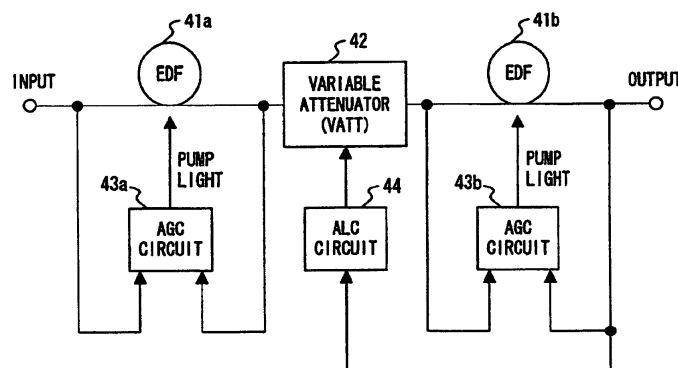 41a
EDF
INPUT
42
VARIABLE
ATTENUATOR
(VATT)
41b
EDF
OUTPUT
PUMP
LIGHT
43a
AGC
CIRCUIT
44
ALC
CIRCUIT
PUMP
LIGHT
43b
AGC
CIRCUIT